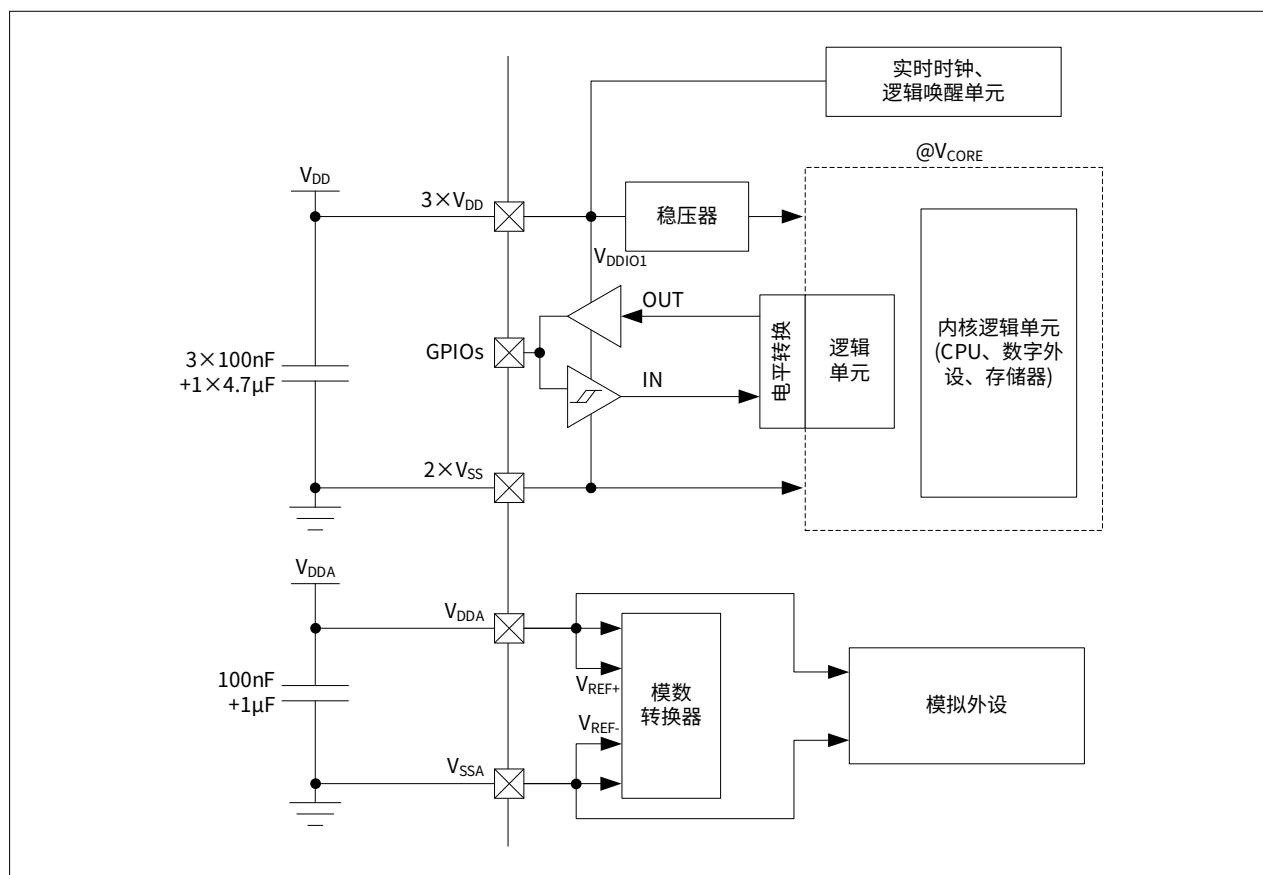 实时时钟、
逻辑唤醒单元
@VCORE
VDD
3×VDD
稳压器
VDDIO1
OUT
GPIOs
电平转换
逻辑
单元
内核逻辑单元
(CPU、数字外
设、存储器)
3×100nF
+1×4.7μF
IN
2×VSS
VDDA
VDDA
100nF
+1μF
VREF+
模数
转换器
模拟外设
VREF-
VSSA